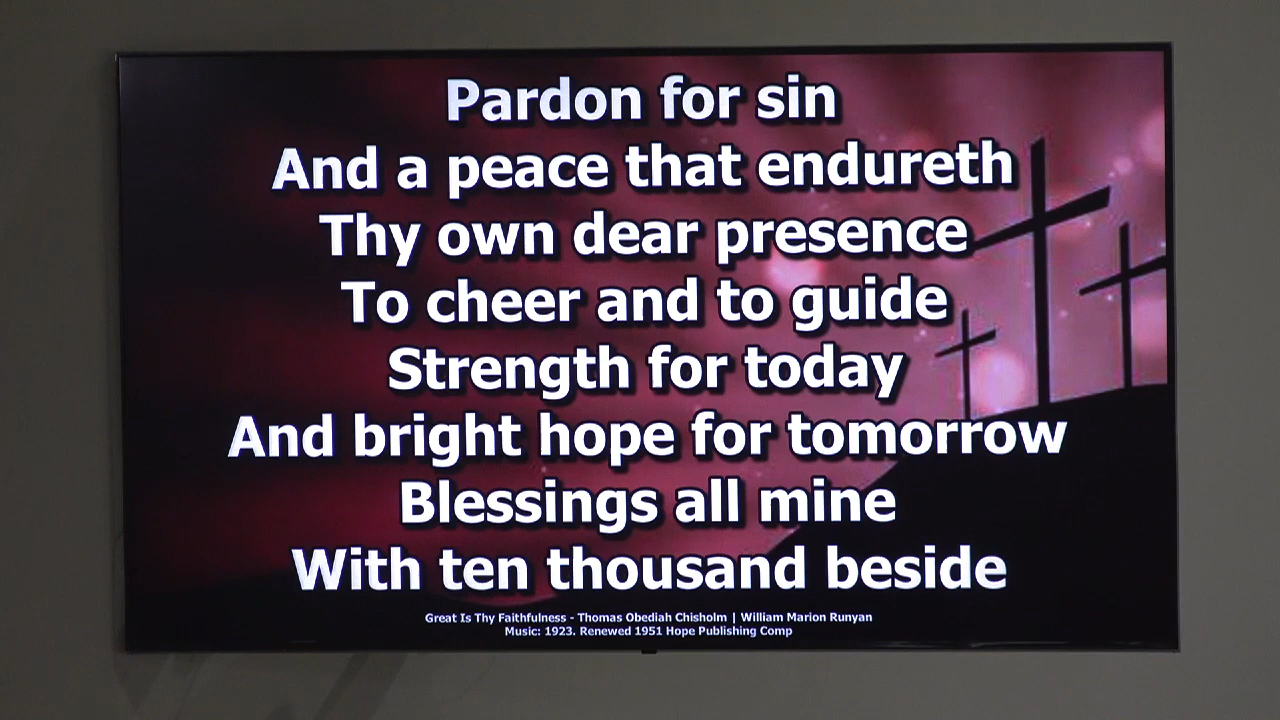 Pardon for sin
And a peace that endureth
Thy own dear presence
To cheer and to guide
Strength for today
And bright hope for tomorrow
Blessings all mine
With ten thousand beside
Great Is Thy Faithfulness - Thomas Obediah Chisholm | William Marion Runyan
Music: 1923. Renewed 1951 Hope Publishing Comp